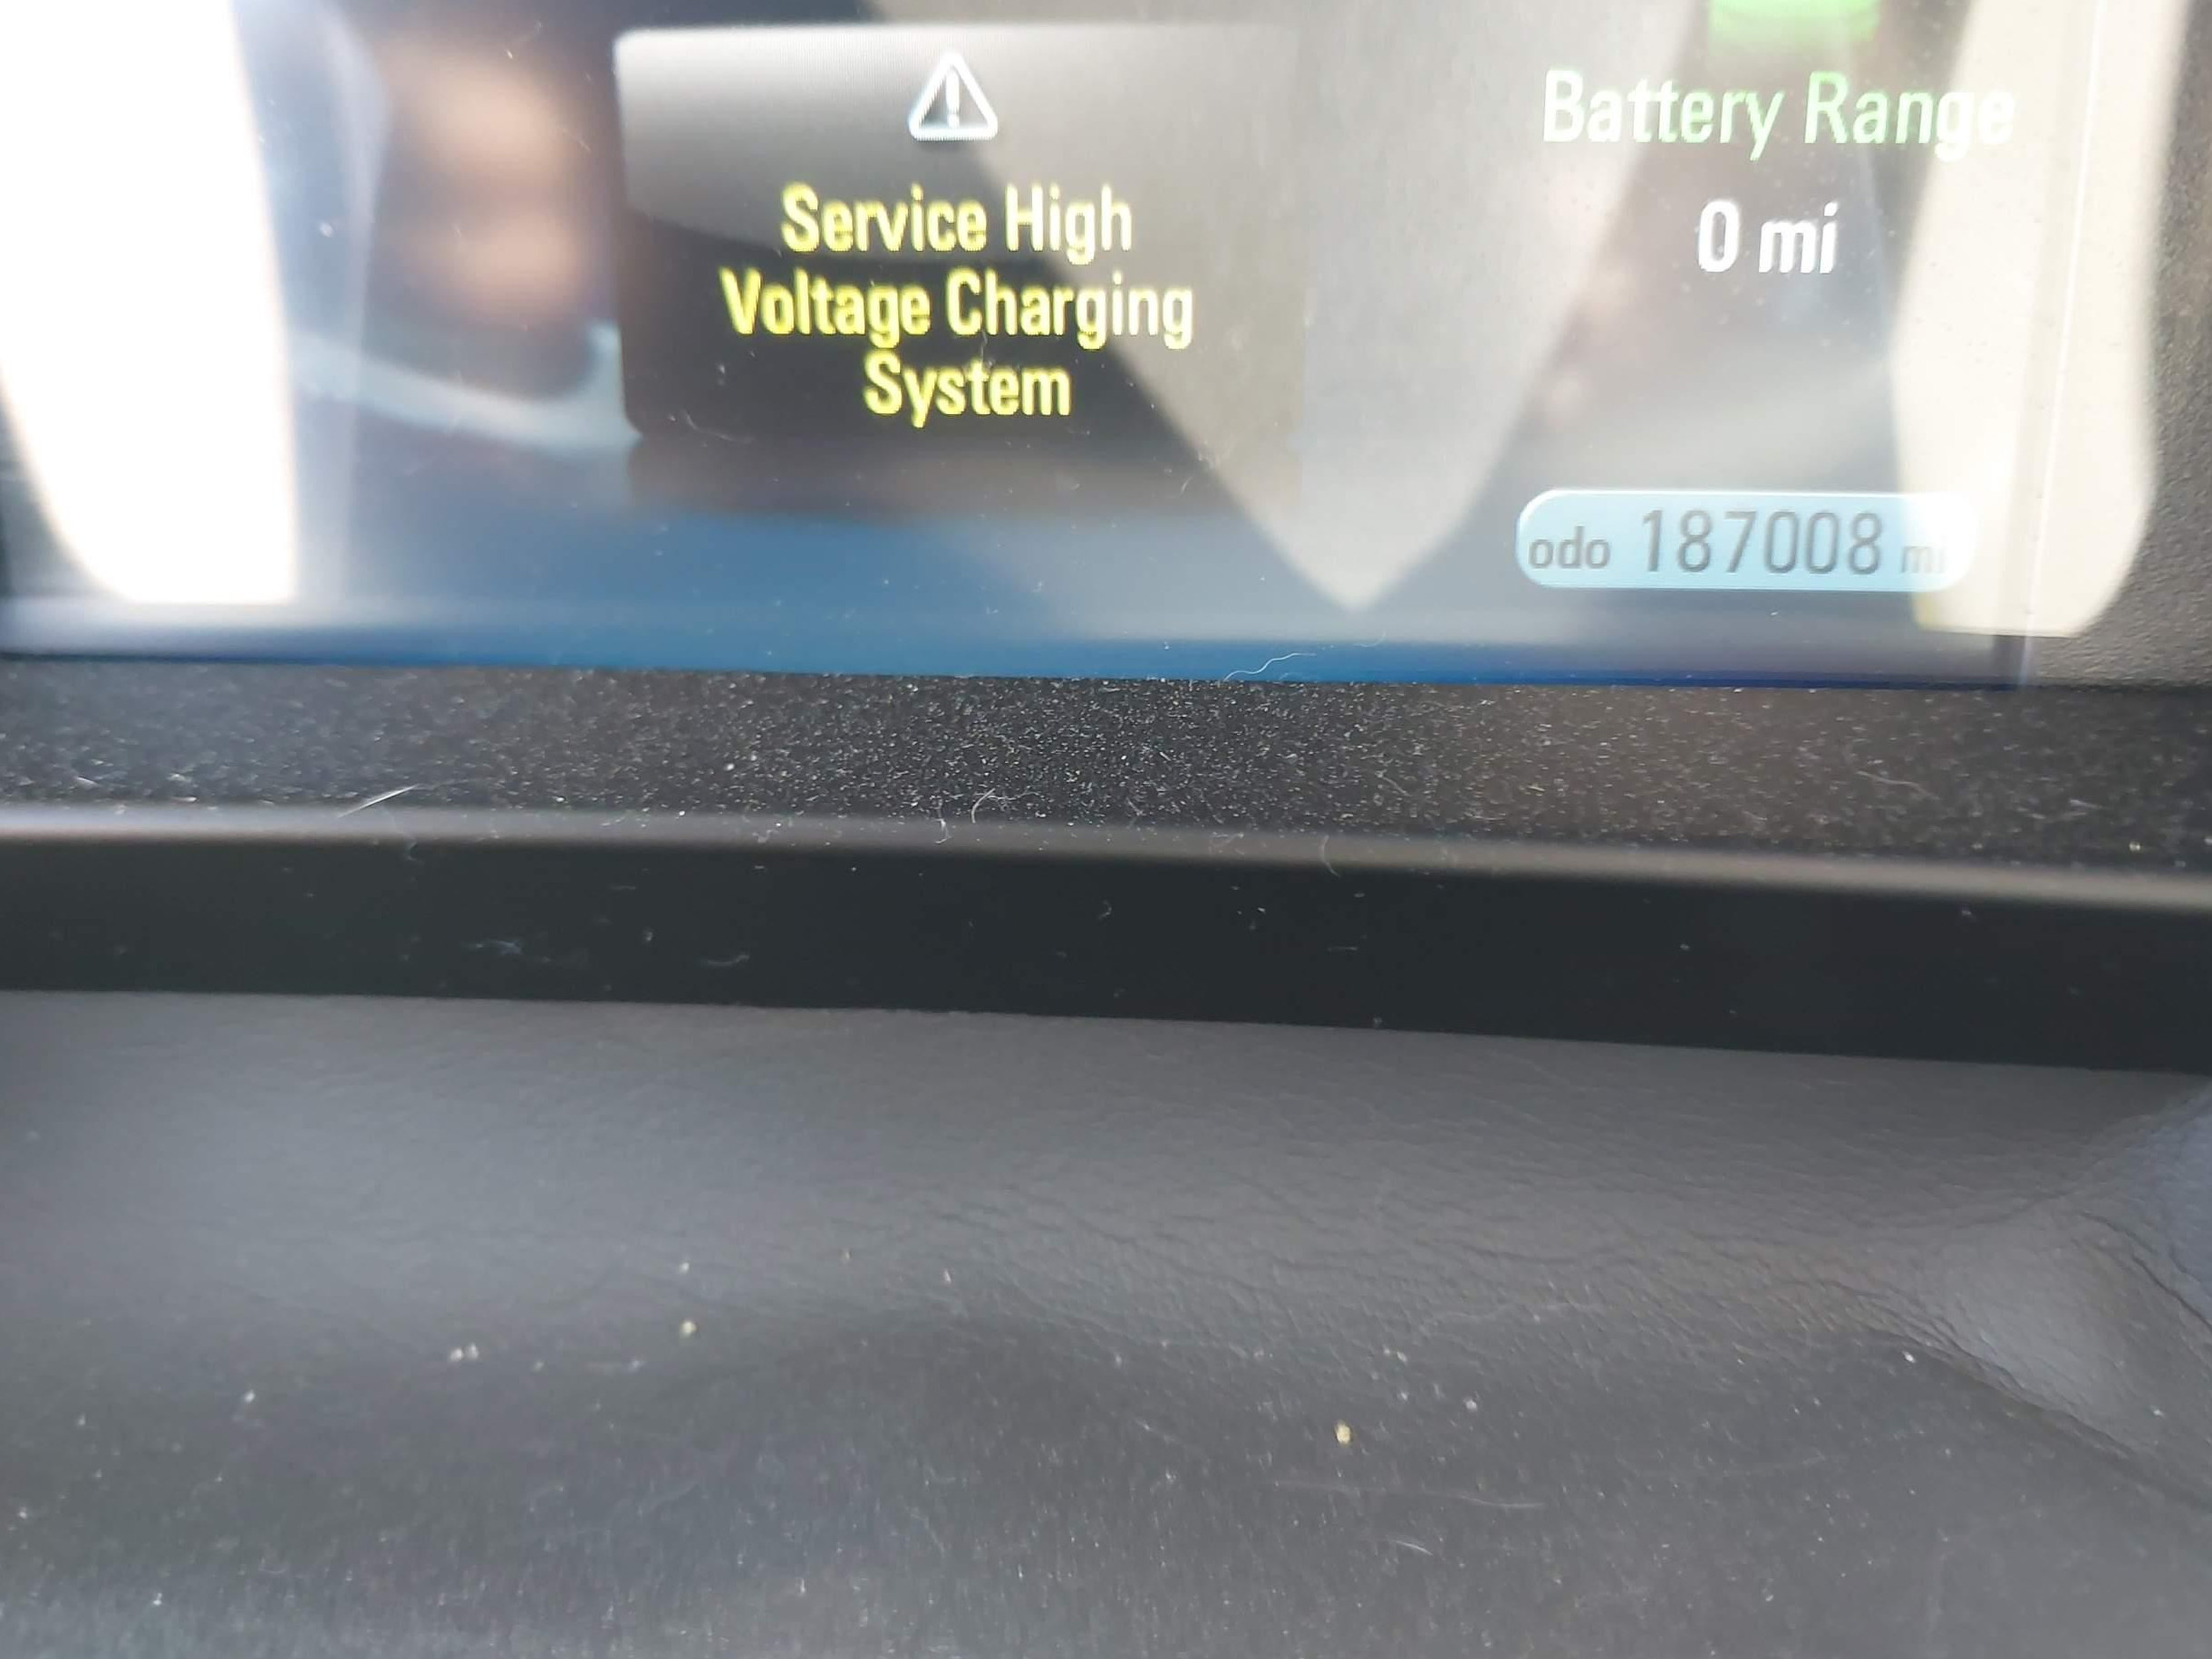 Service High
Voltage Charging
System
Battery Range
0 mi
odo 187008 mi